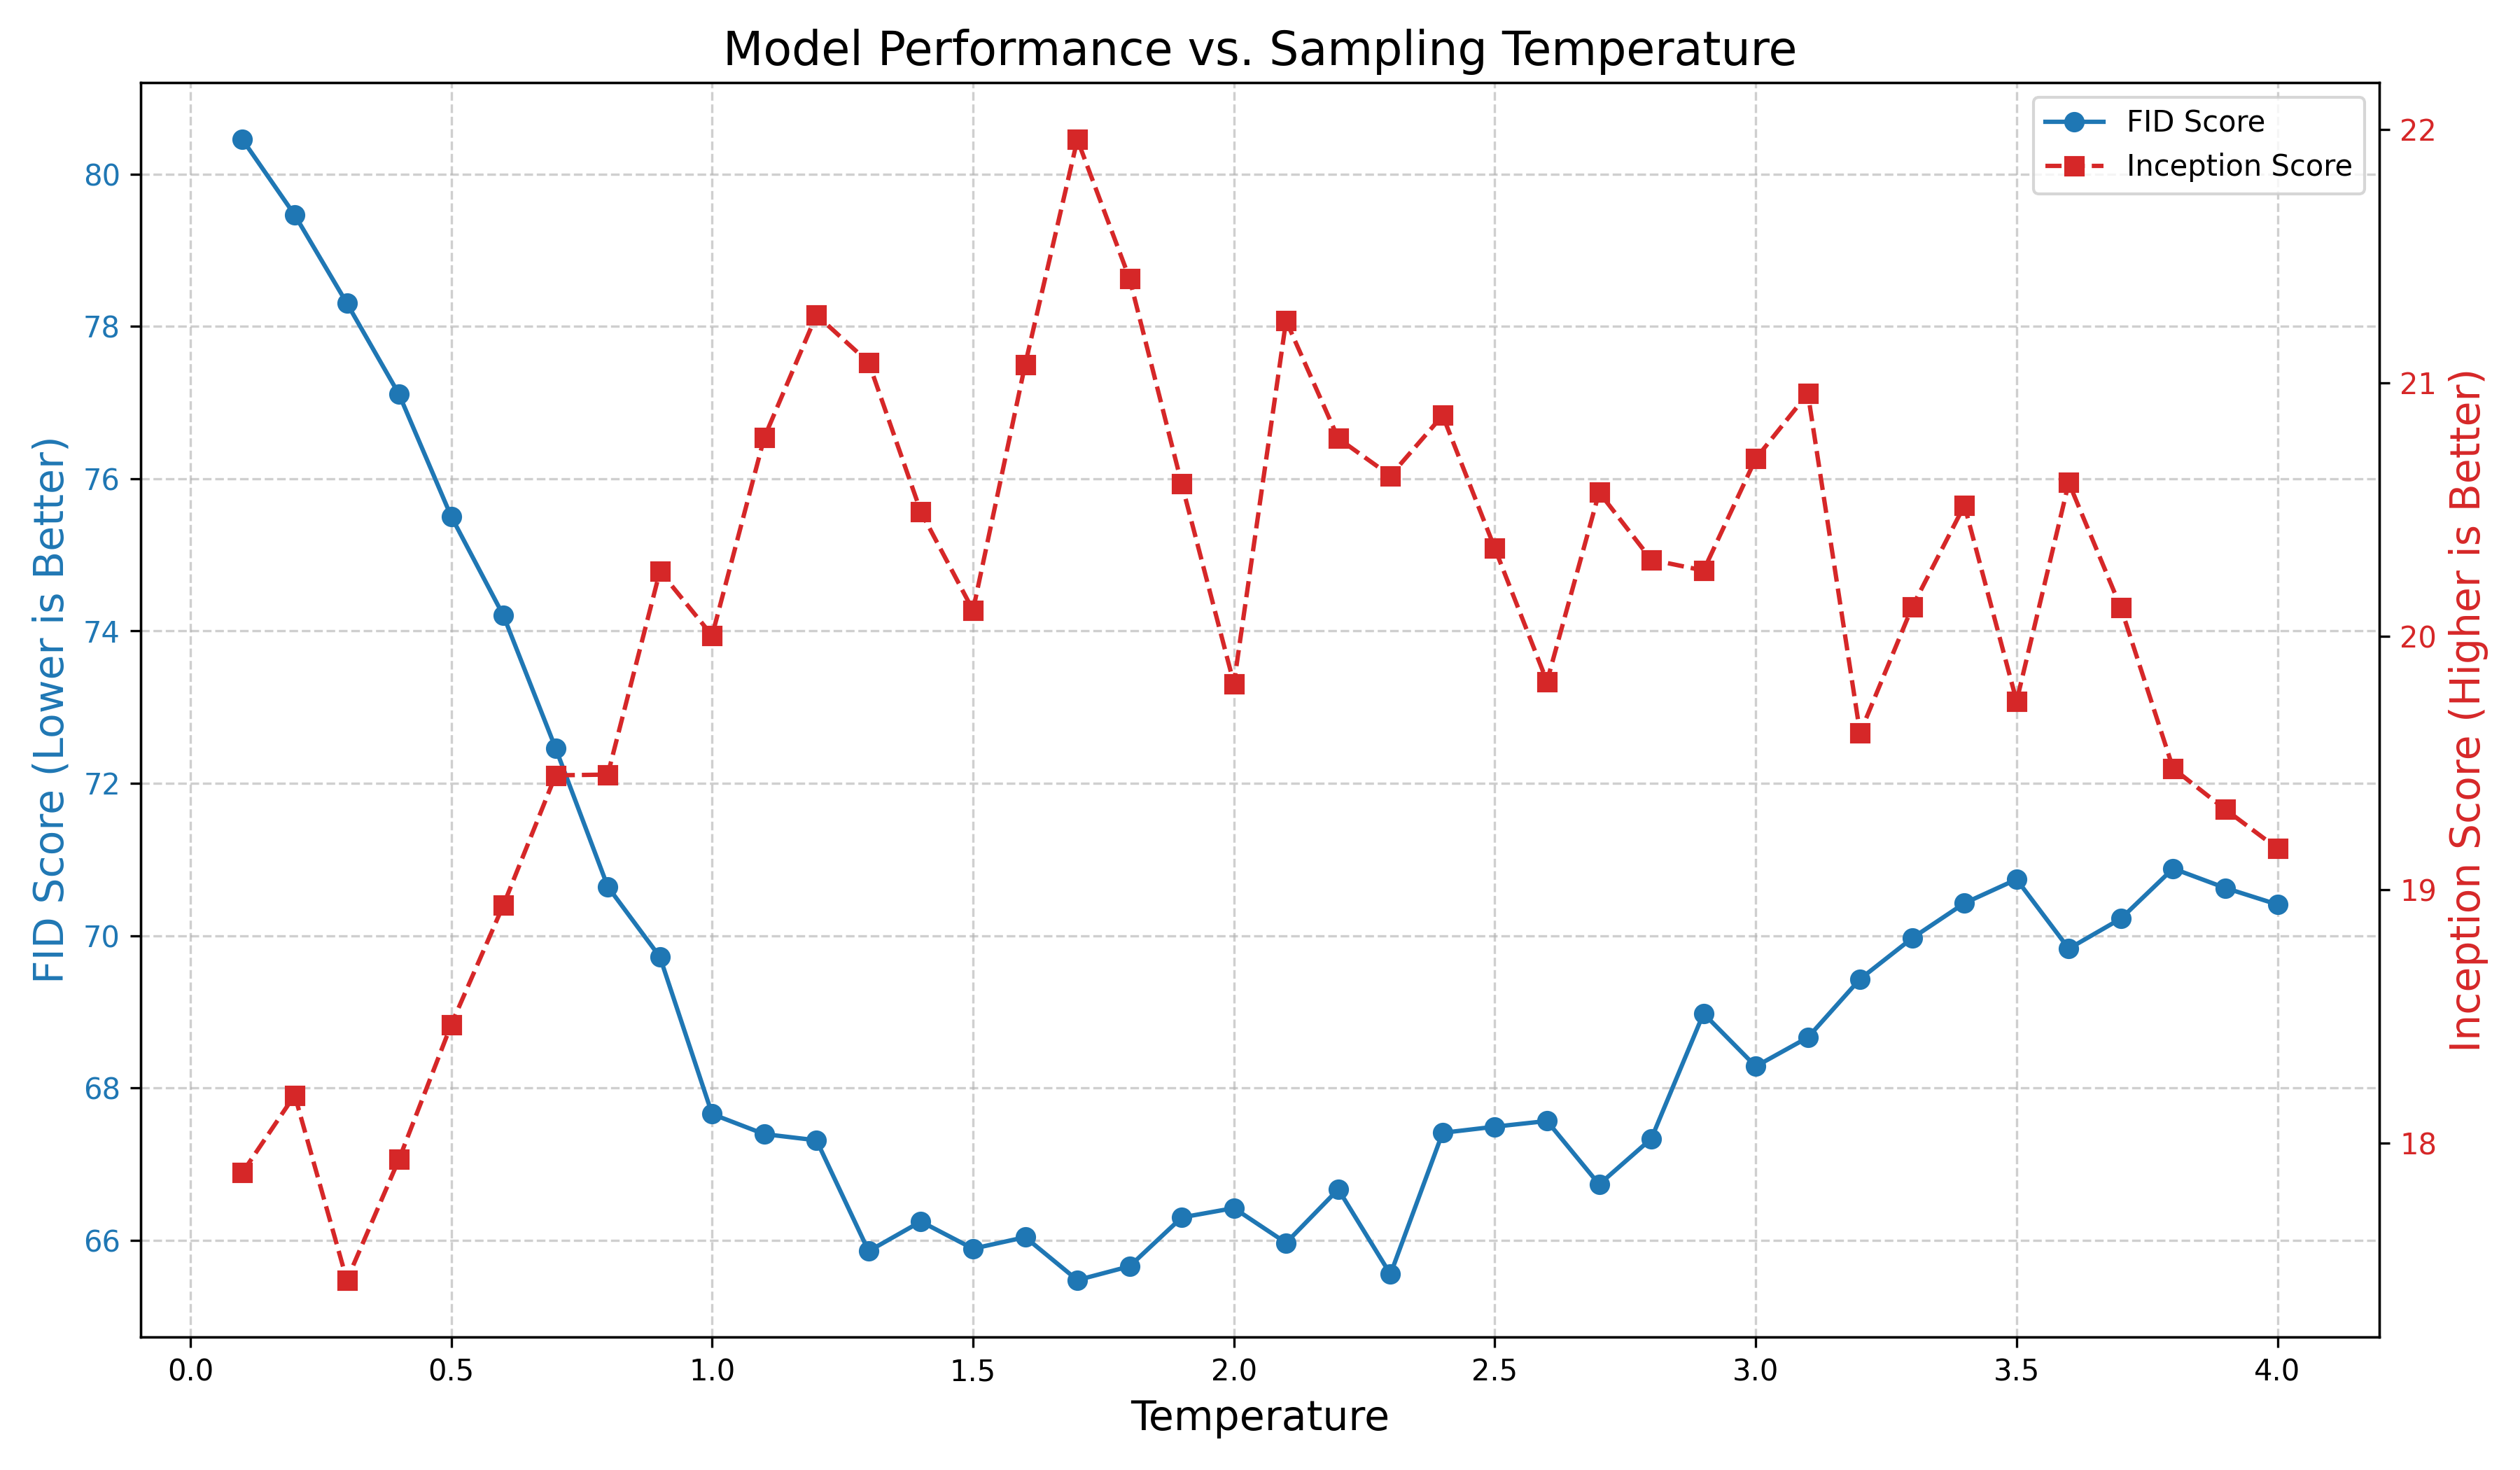 Model Performance vs. Sampling Temperature
FID Score (Lower is Better)
80
78
76
74
72
70
68
66
FID Score
Inception Score
22
21
20
19
18
Inception Score (Higher is Better)
0.0 0.5 1.0 1.5 2.0 2.5 3.0 3.5 4.0
Temperature